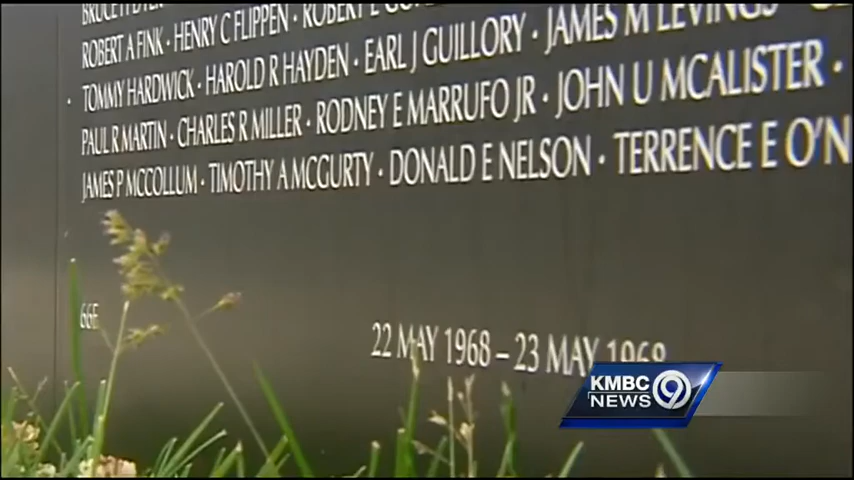 ROBERT A FINK · HENRY C FLIPPEN · ROBERT E
TOMMY HARDWICK · HAROLD R HAYDEN · EARL J GUILLORY · JAMES M LEVINGS
PAUL R MARTIN · CHARLES R MILLER · RODNEY E MARRUFO JR · JOHN U MCALISTER ·
JAMES P MCCOLLUM · TIMOTHY A MCGURTY · DONALD E NELSON · TERRENCE E O'N
66E
22 MAY 1968 – 23 MAY 1968
KMBC 9
NEWS